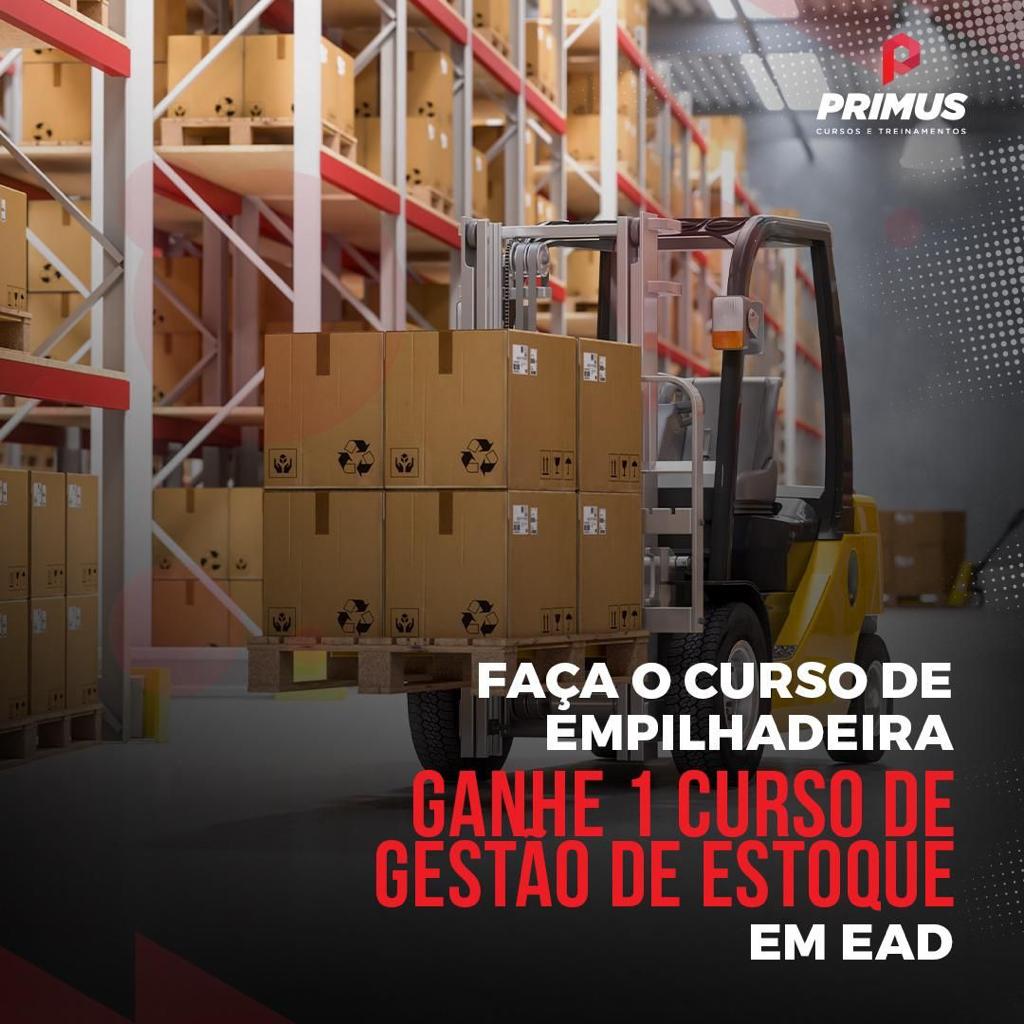 PRIMUS
CURSOS E TREINAMENTOS
FAÇA O CURSO DE
EMPILHADEIRA
GANHE 1 CURSO DE
GESTÃO DE ESTOQUE
EM EAD